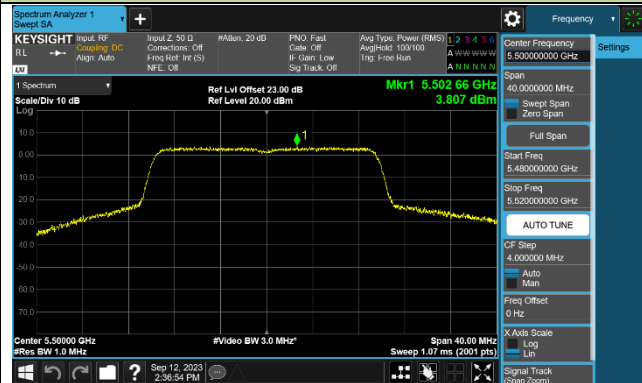 Spectrum Analyzer 1
Swept SA
+
Frequency
KEYSIGHT
RL
LXI
Input: RF
Coupling: DC
Align: Auto
Input Z: 50 Ω
Corrections: Off
Freq Ref: Int (S)
NFE: Off
#Atten: 20 dB
PNO: Fast
Gate: Off
IF Gain: Low
Sig Track: Off
Avg Type: Power (RMS)
Avg|Hold: 100/100
Trig: Free Run
1 2 3 4 5 6
A W W W W W
A N N N N N
1 Spectrum
Scale/Div 10 dB
Log
Ref Lvl Offset 23.00 dB
Ref Level 20.00 dBm
Mkr1 5.502 66 GHz
3.807 dBm
1
10.0
0.00
-10.0
-20.0
-30.0
-40.0
-50.0
-60.0
-70.0
Center 5.50000 GHz
#Res BW 1.0 MHz
#Video BW 3.0 MHz*
Span 40.00 MHz
Sweep 1.07 ms (2001 pts)
Center Frequency
5.500000000 GHz
Settings
Span
40.0000000 MHz
Swept Span
Zero Span
Full Span
Start Freq
5.480000000 GHz
Stop Freq
5.520000000 GHz
AUTO TUNE
CF Step
4.000000 MHz
Auto
Man
Freq Offset
0 Hz
X Axis Scale
Log
Lin
Signal Track
(Span Zoom)
?
Sep 12, 2023
2:36:54 PM